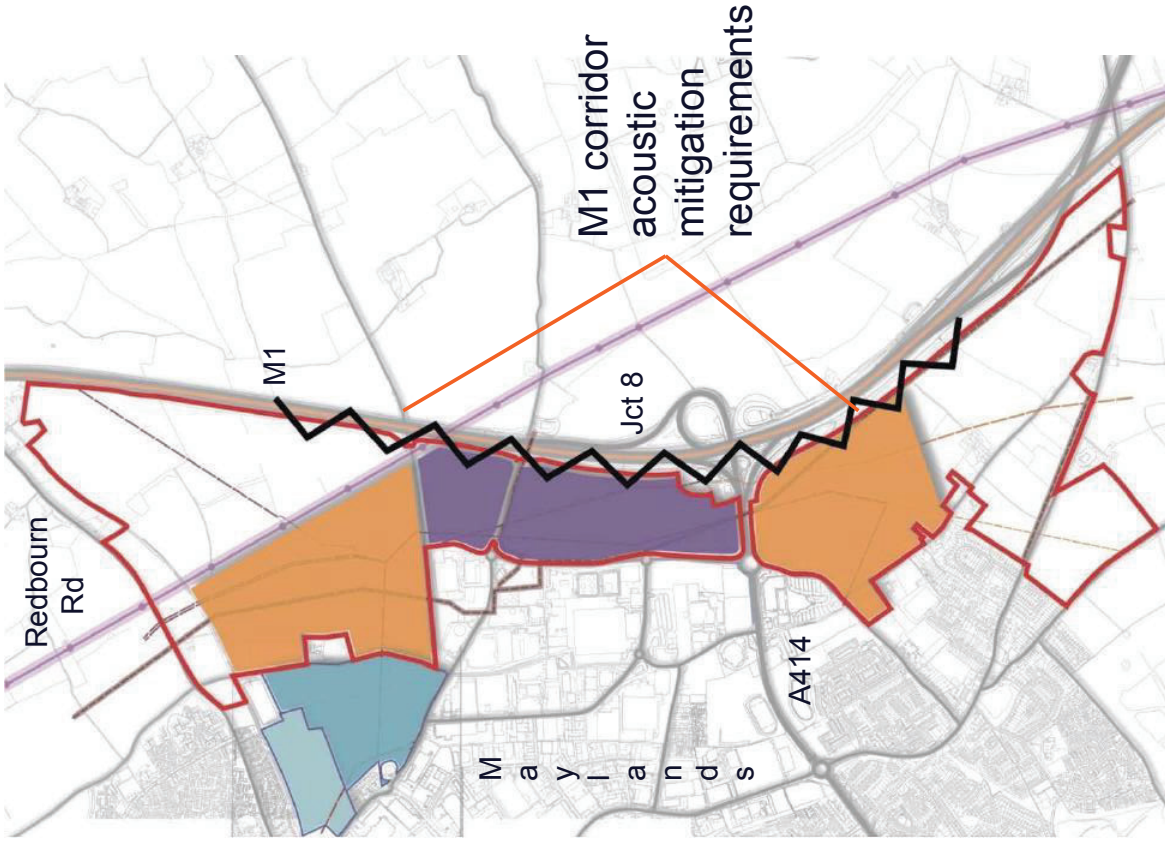 Redbourn
Rd
M1
M1 corridor
acoustic
mitigation
requirements
Jct 8
A414
Maylands